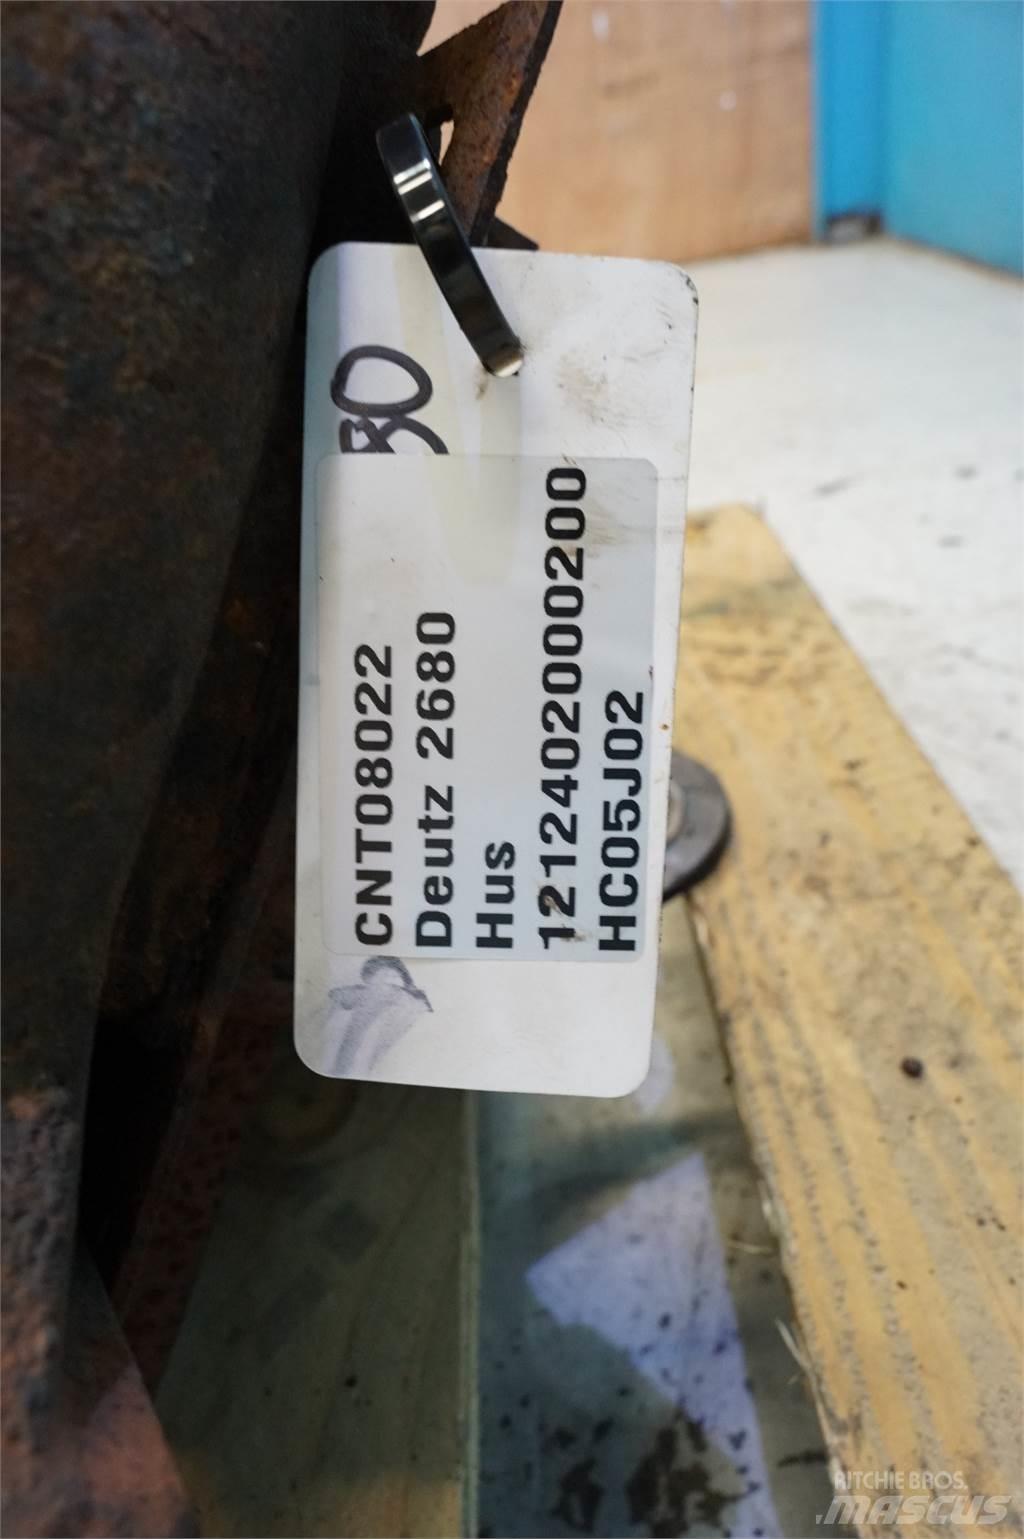 CNT08022
Deutz 2680
Hus
1212402000200
HC05J02
RITCHIE BROS.
MASCUS